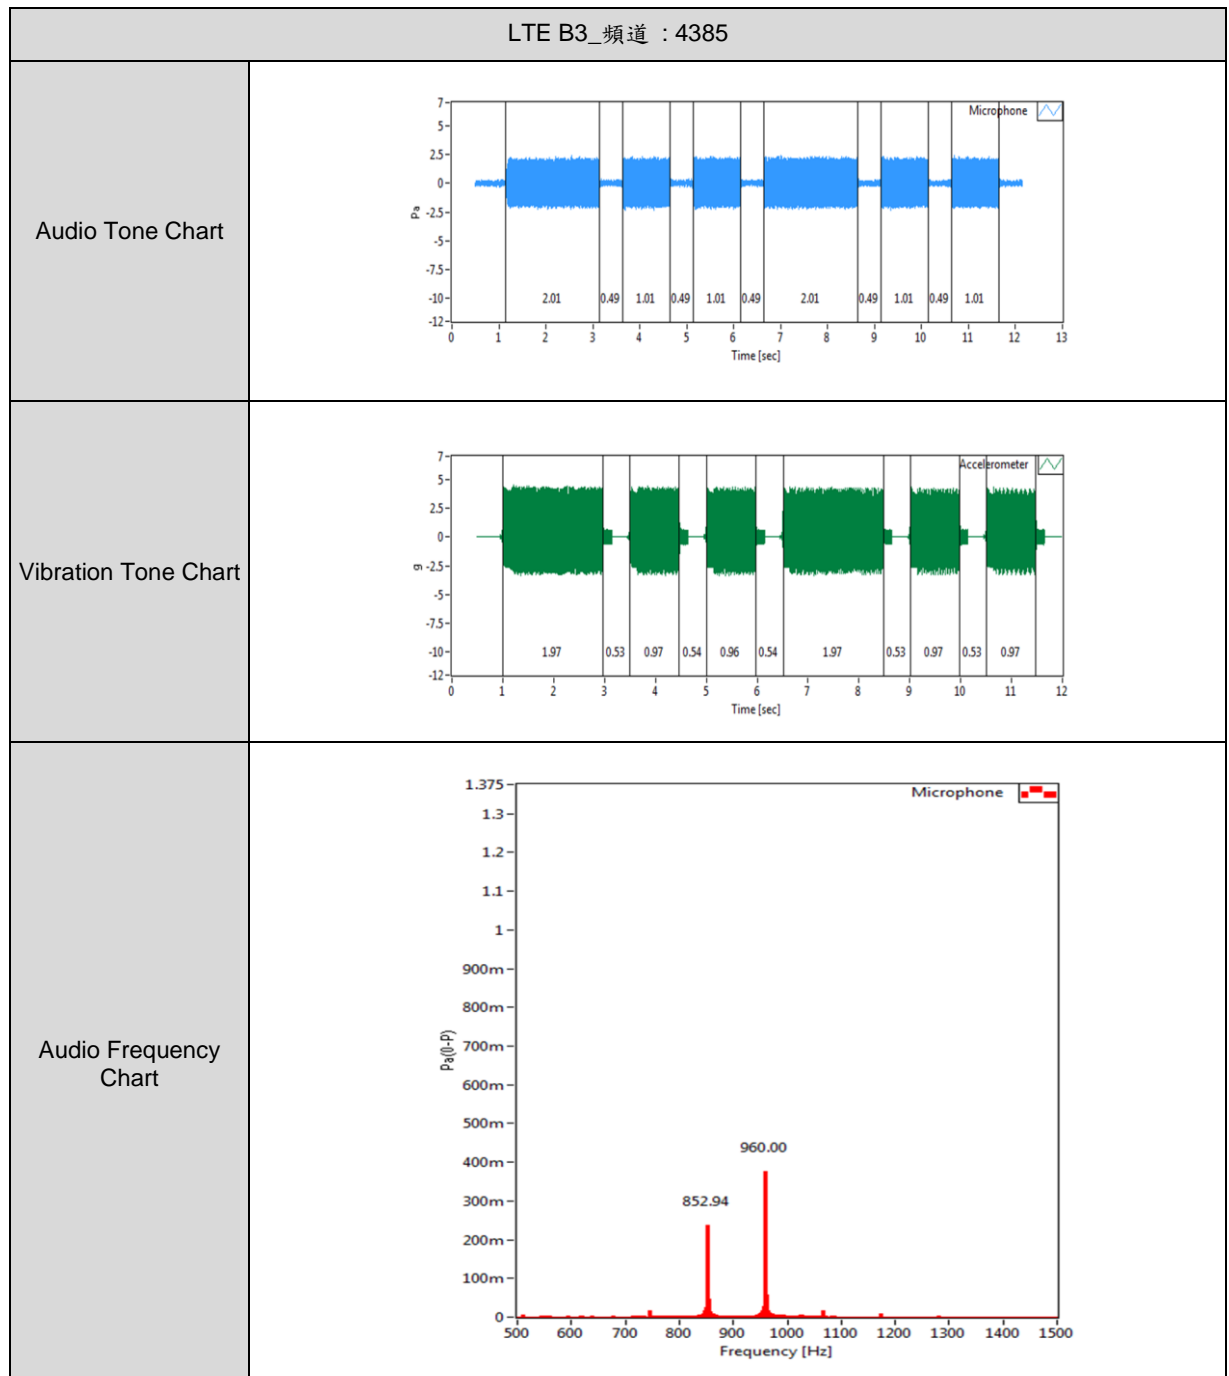 LTE B3_頻道 : 4385
Audio Tone Chart
Microphone
7
5
2.5
0
-2.5
-5
-7.5
-10
-12
Pa
2.01 0.49 1.01 0.49 1.01 0.49 2.01 0.49 1.01 0.49 1.01
0 1 2 3 4 5 6 7 8 9 10 11 12 13
Time [sec]
Vibration Tone Chart
Accelerometer
7
5
2.5
0
-2.5
-5
-7.5
-10
-12
g
1.97 0.53 0.97 0.54 0.96 0.54 1.97 0.53 0.97 0.53 0.97
0 1 2 3 4 5 6 7 8 9 10 11 12
Time [sec]
Audio Frequency
Chart
Microphone
1.375
1.3
1.2
1.1
1
900m
800m
700m
600m
500m
400m
300m
200m
100m
0
Pa(0-P)
960.00
852.94
500 600 700 800 900 1000 1100 1200 1300 1400 1500
Frequency [Hz]